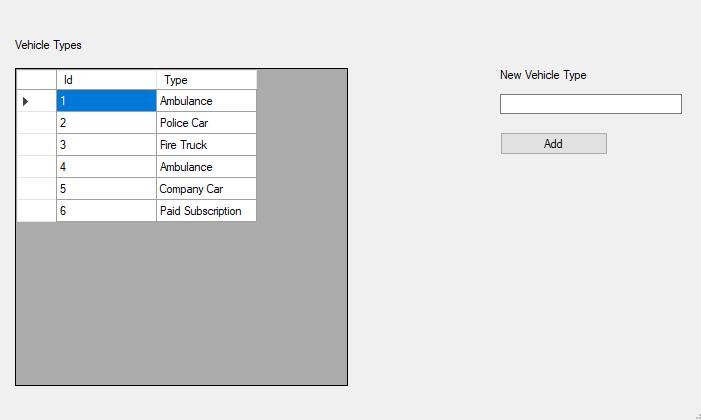 Vehicle Types
New Vehicle Type
Id Type
1 Ambulance
2 Police Car
3 Fire Truck
4 Ambulance
5 Company Car
6 Paid Subscription
Add